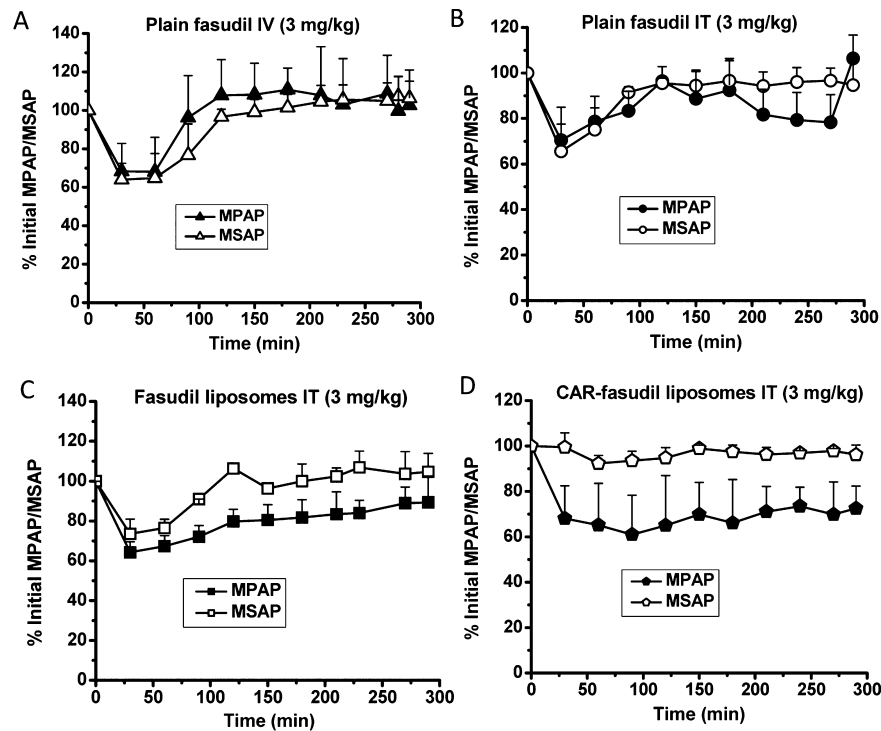 A
Plain fasudil IV (3 mg/kg)
% Initial MPAP/MSAP
140
120
100
80
60
40
20
0
MPAP
MSAP
0 50 100 150 200 250 300
Time (min)
B
Plain fasudil IT (3 mg/kg)
% Initial MPAP/MSAP
120
100
80
60
40
20
0
MPAP
MSAP
0 50 100 150 200 250 300
Time (min)
C
Fasudil liposomes IT (3 mg/kg)
% Initial MPAP/MSAP
140
120
100
80
60
40
20
0
MPAP
MSAP
0 50 100 150 200 250 300
Time (min)
D
CAR-fasudil liposomes IT (3 mg/kg)
% Initial MPAP/MSAP
120
100
80
60
40
20
0
MPAP
MSAP
0 50 100 150 200 250 300
Time (min)